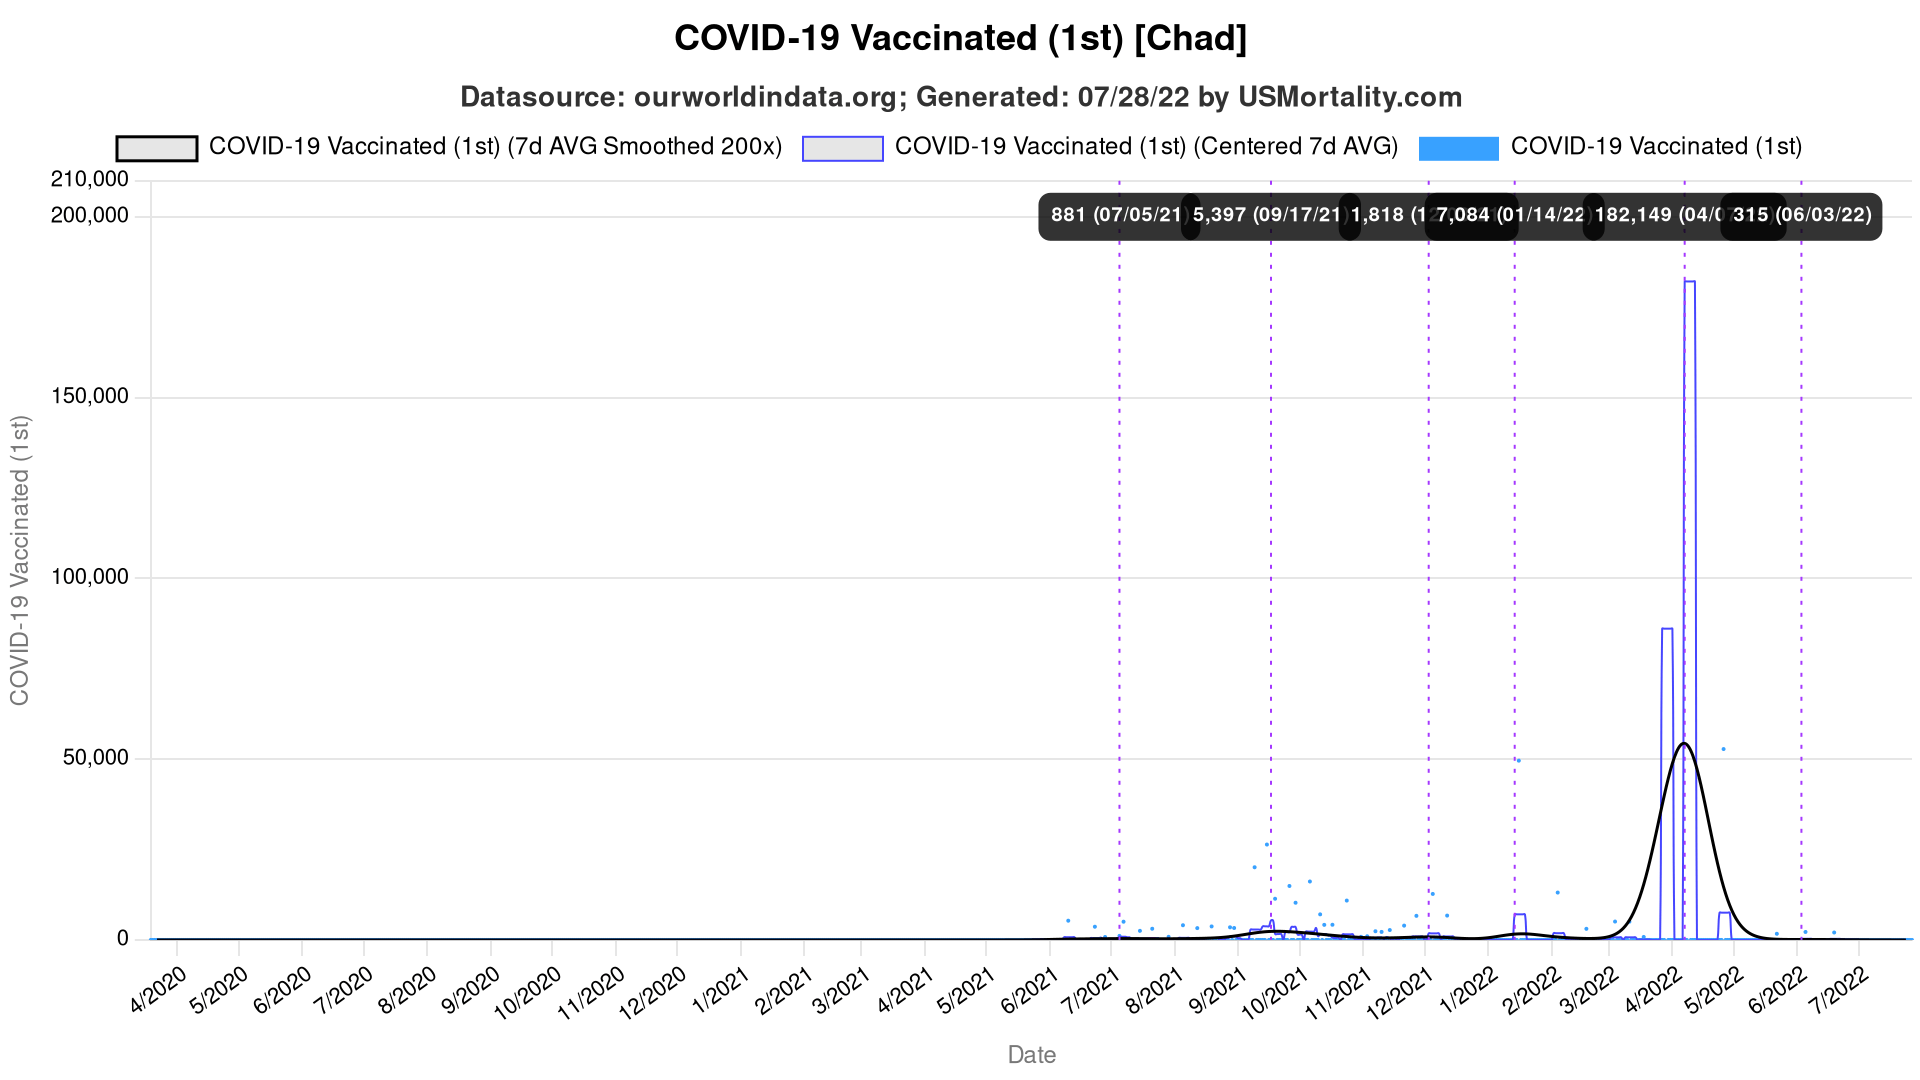 COVID-19 Vaccinated (1st) [Chad]
Datasource: ourworldindata.org; Generated: 07/28/22 by USMortality.com
COVID-19 Vaccinated (1st) (7d AVG Smoothed 200x) COVID-19 Vaccinated (1st) (Centered 7d AVG) COVID-19 Vaccinated (1st)
210,000
200,000
881 (07/05/21) 5,397 (09/17/21) 1,818 7,084 (01/14/22) 182,149 315 (06/03/22)
150,000
100,000
50,000
0
COVID-19 Vaccinated (1st)
4/2020 5/2020 6/2020 7/2020 8/2020 9/2020 10/2020 11/2020 12/2020 1/2021 2/2021 3/2021 4/2021 5/2021 6/2021 7/2021 8/2021 9/2021 10/2021 11/2021 12/2021 1/2022 2/2022 3/2022 4/2022 5/2022 6/2022 7/2022
Date